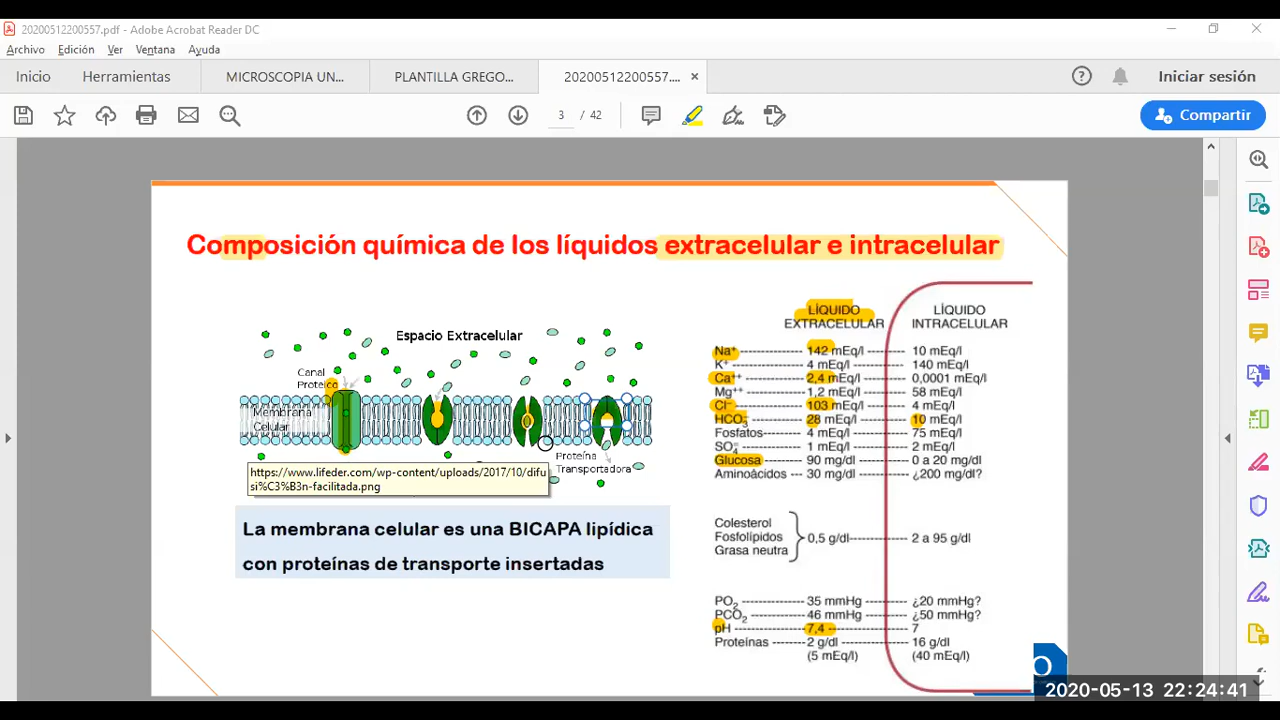 20200512200557.pdf - Adobe Acrobat Reader DC
Archivo Edición Ver Ventana Ayuda
Inicio Herramientas MICROSCOPIA UN... PLANTILLA GREGO... 20200512200557.... × Iniciar sesión
3 / 42 Compartir
Composición química de los líquidos extracelular e intracelular
Espacio Extracelular
Canal
Proteico
Membrana
Celular
Proteína
Transportadora
https://www.lifeder.com/wp-content/uploads/2017/10/difu
si%C3%B3n-facilitada.png
La membrana celular es una BICAPA lipídica
con proteínas de transporte insertadas
LÍQUIDO EXTRACELULAR LÍQUIDO INTRACELULAR
Na⁺ ---------------- 142 mEq/l ---------- 10 mEq/l
K⁺ ---------------- 4 mEq/l ---------- 140 mEq/l
Ca⁺⁺ ---------------- 2,4 mEq/l ---------- 0,0001 mEq/l
Mg⁺⁺ ---------------- 1,2 mEq/l ---------- 58 mEq/l
Cl⁻ ---------------- 103 mEq/l ---------- 4 mEq/l
HCO₃⁻ ---------------- 28 mEq/l ---------- 10 mEq/l
Fosfatos ---------------- 4 mEq/l ---------- 75 mEq/l
SO₄⁼ ---------------- 1 mEq/l ---------- 2 mEq/l
Glucosa ---------------- 90 mg/dl ---------- 0 a 20 mg/dl
Aminoácidos ---- 30 mg/dl ---------- ¿200 mg/dl?
Colesterol
Fosfolípidos 0,5 g/dl ---------- 2 a 95 g/dl
Grasa neutra
PO₂ ---------------- 35 mmHg ---------- ¿20 mmHg?
PCO₂ ---------------- 46 mmHg ---------- ¿50 mmHg?
pH ---------------- 7,4 ---------- 7
Proteínas -------- 2 g/dl ---------- 16 g/dl
(5 mEq/l) (40 mEq/l)
O
2020-05-13 22:24:41